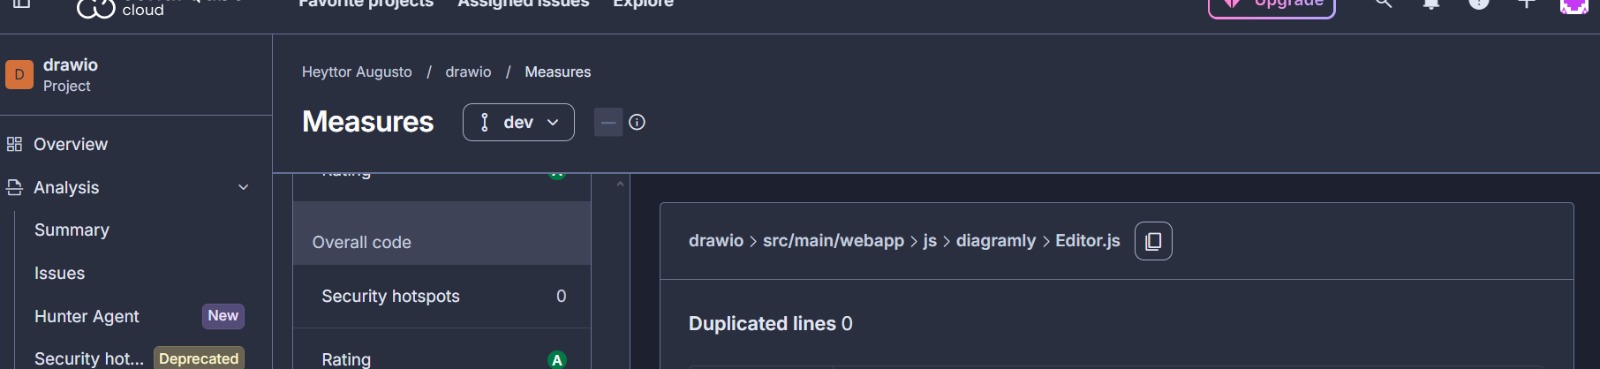 cloud
Favorite projects
Assigned issues
Explore
Upgrade
D
drawio
Project
Overview
Analysis
Summary
Issues
Hunter Agent
New
Security hot...
Deprecated
Heyttor Augusto / drawio / Measures
Measures
dev
Rating
A
Overall code
Security hotspots
0
Rating
A
drawio > src/main/webapp > js > diagramly > Editor.js
Duplicated lines 0